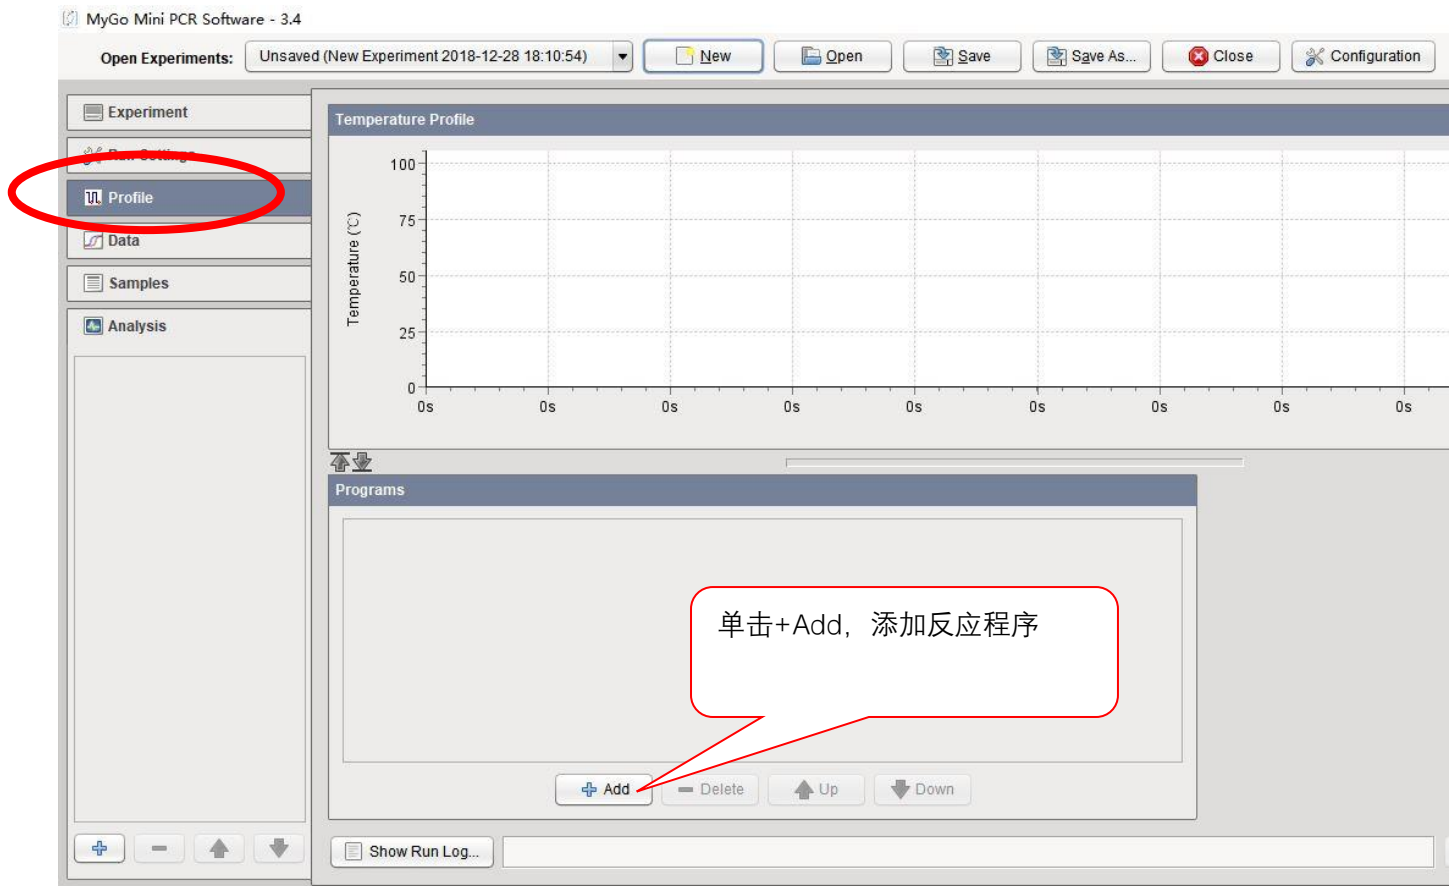 MyGo Mini PCR Software - 3.4
Open Experiments: Unsaved (New Experiment 2018-12-28 18:10:54) New Open Save Save As... Close Configuration
Experiment
Run Settings
Profile
Data
Samples
Analysis
Temperature Profile
Temperature (℃)
100
75
50
25
0
0s 0s 0s 0s 0s 0s 0s 0s 0s
Programs
单击+Add，添加反应程序
Add Delete Up Down
Show Run Log...